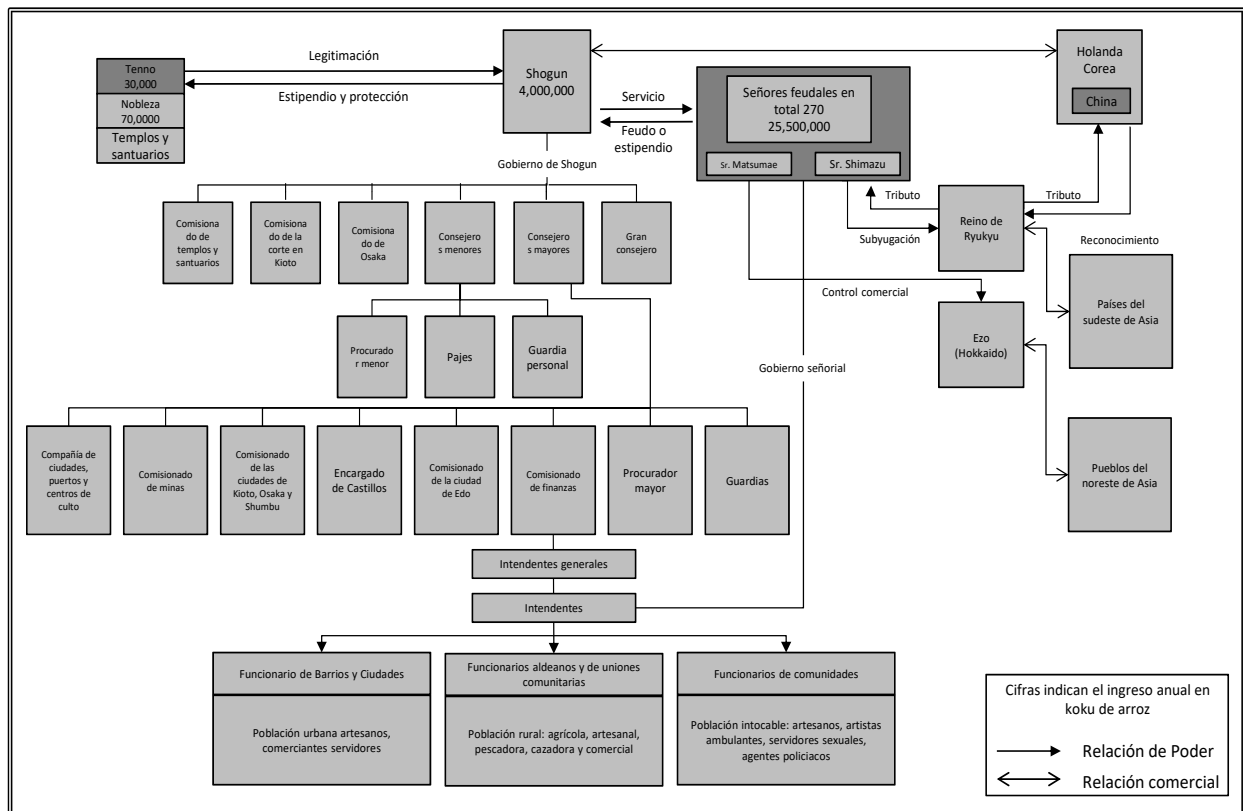 Legitimación
Estipendio y protección
Tenno
30,000
Nobleza
70,0000
Templos y
santuarios
Shogun
4,000,000
Servicio
Feudo o
estipendio
Señores feudales en
total 270
25,500,000
Sr. Matsumae
Sr. Shimazu
Holanda
Corea
China
Gobierno de Shogun
Tributo
Subyugación
Reino de
Ryukyu
Tributo
Reconocimiento
Países del
sudeste de Asia
Control comercial
Ezo
(Hokkaido)
Pueblos del
noreste de Asia
Gobierno señorial
Comisiona
do de
templos y
santuarios
Comisiona
do de la
corte en
Kioto
Comisiona
do de
Osaka
Consejero
s menores
Consejero
s mayores
Gran
consejero
Procurado
r menor
Pajes
Guardia
personal
Compañía de
ciudades,
puertos y
centros de
culto
Comisionado
de minas
Comisionado
de las
ciudades de
Kioto, Osaka y
Shumbu
Encargado
de Castillos
Comisionado
de la ciudad
de Edo
Comisionado
de finanzas
Procurador
mayor
Guardias
Intendentes generales
Intendentes
Funcionario de Barrios y Ciudades
Población urbana artesanos,
comerciantes servidores
Funcionarios aldeanos y de uniones
comunitarias
Población rural: agrícola, artesanal,
pescadora, cazadora y comercial
Funcionarios de comunidades
Población intocable: artesanos, artistas
ambulantes, servidores sexuales,
agentes policiacos
Cifras indican el ingreso anual en
koku de arroz
Relación de Poder
Relación comercial